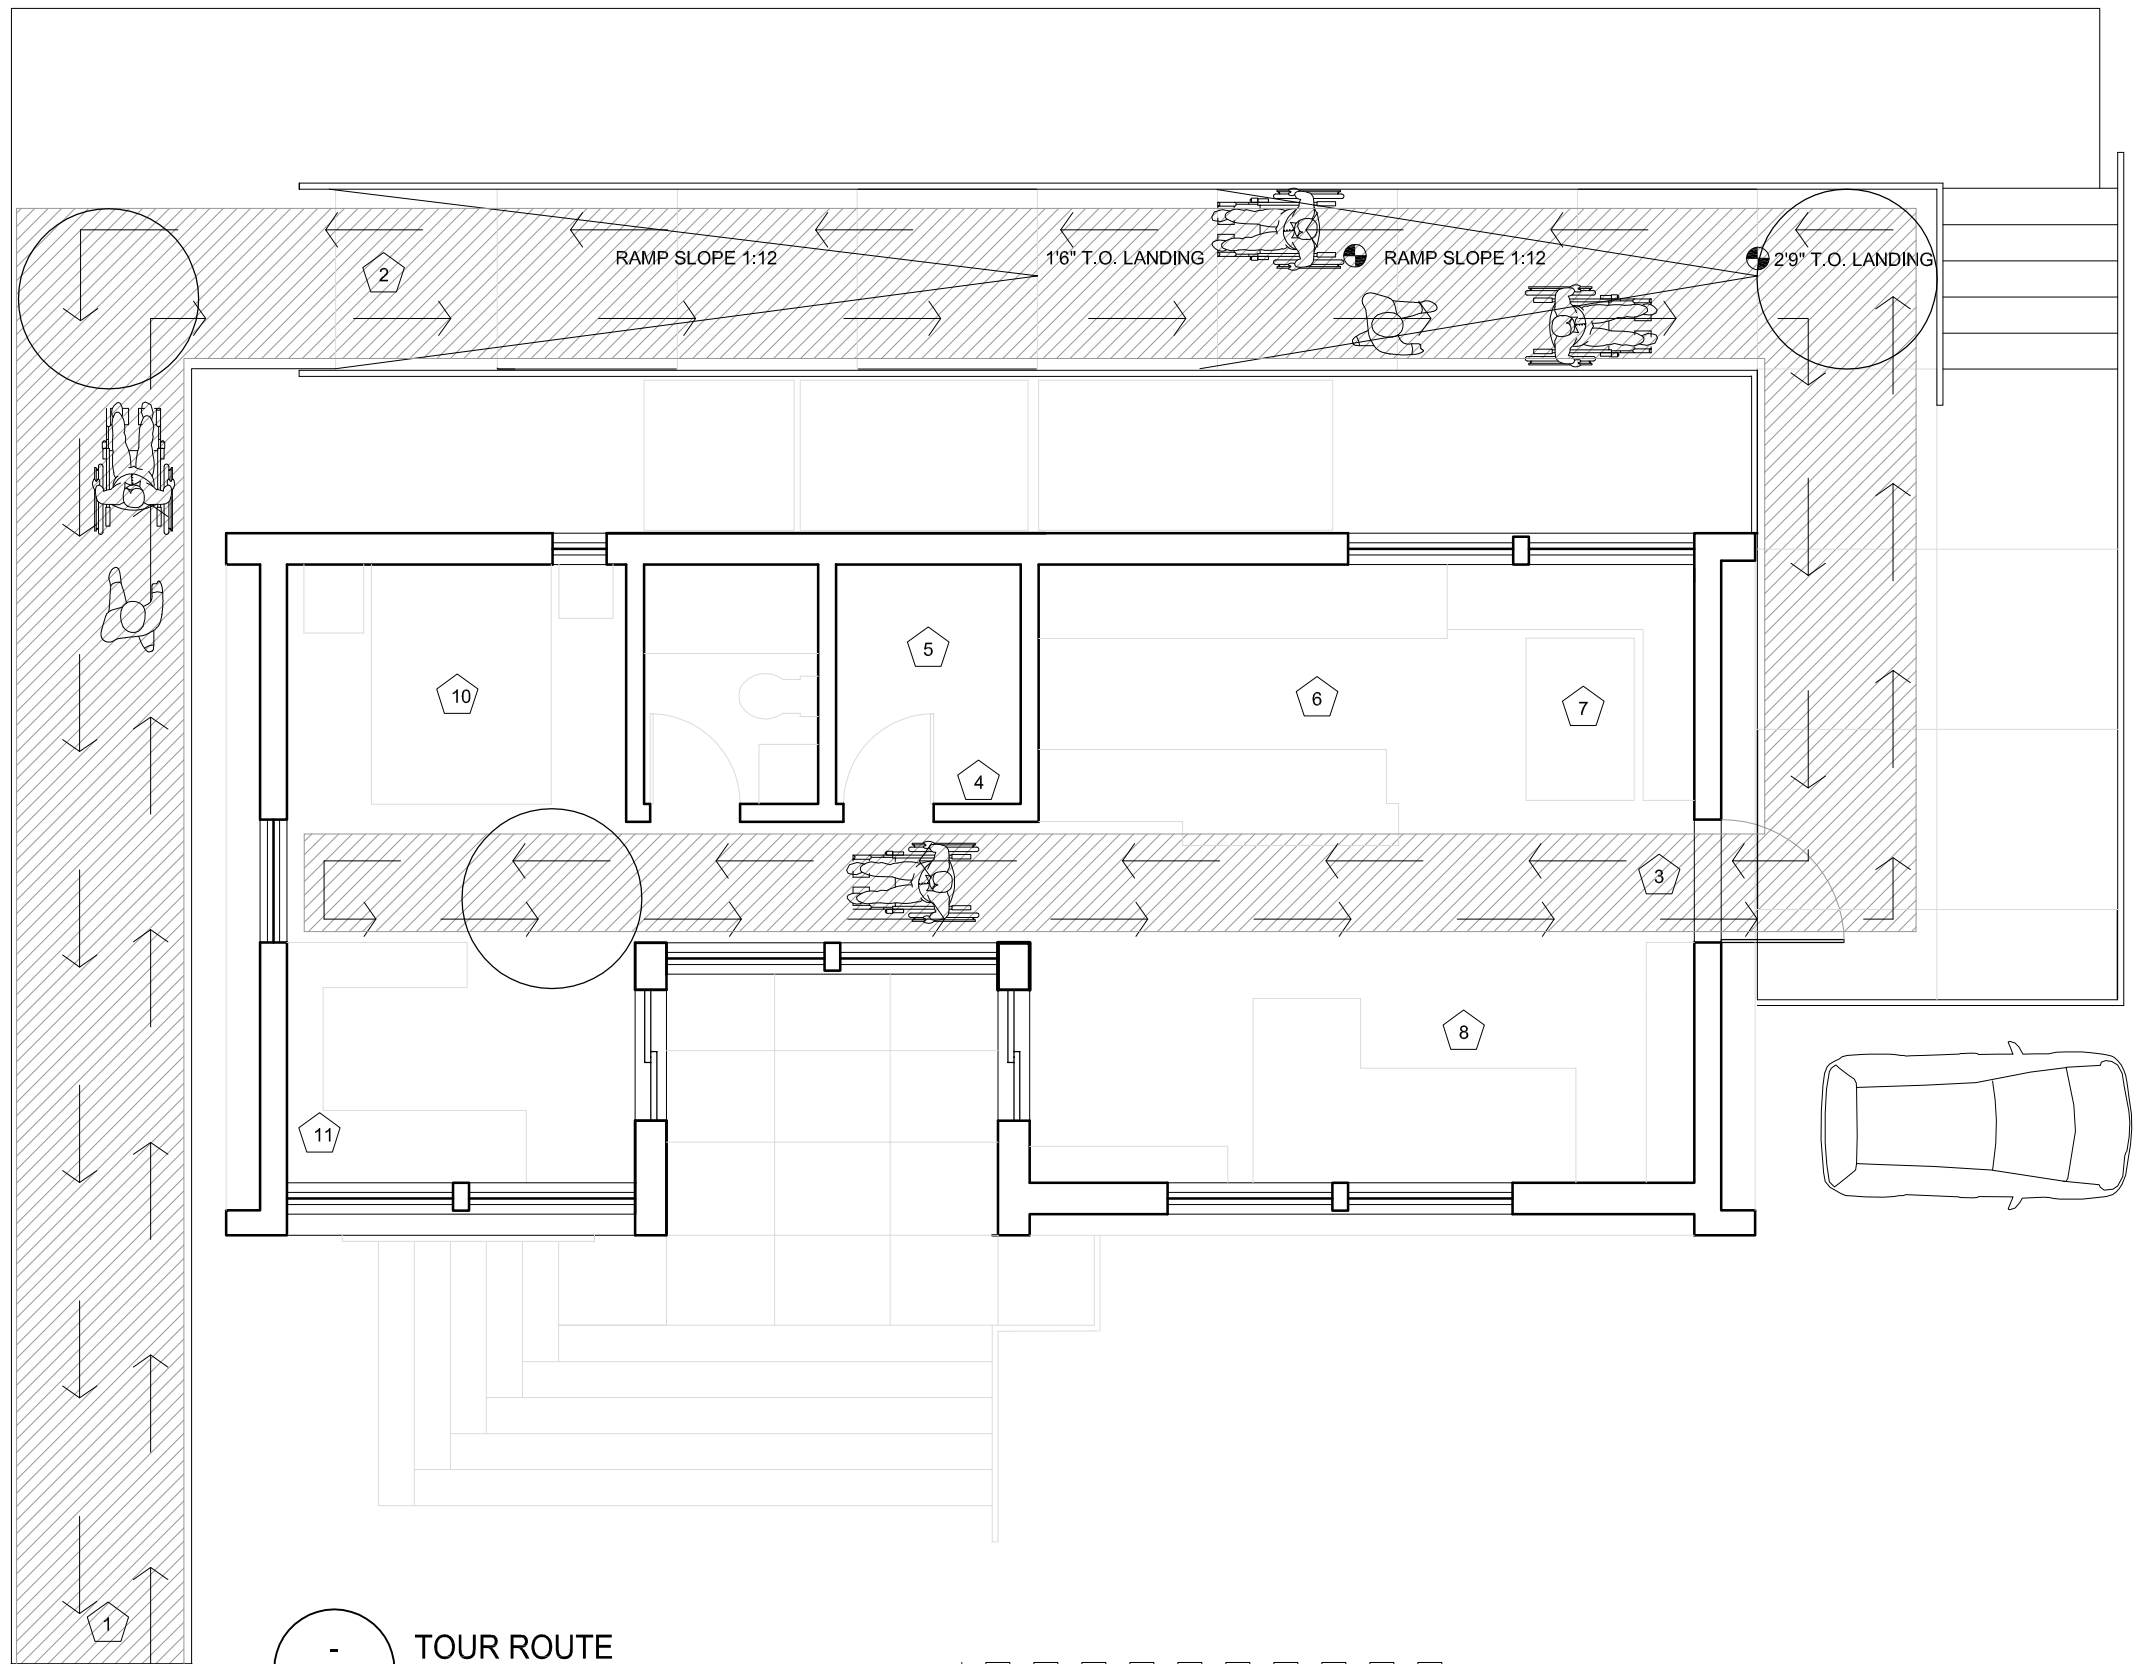 RAMP SLOPE 1:12
1'6" T.O. LANDING
RAMP SLOPE 1:12
2'9" T.O. LANDING
2
5
10
6
7
4
3
8
11
1
-
TOUR ROUTE